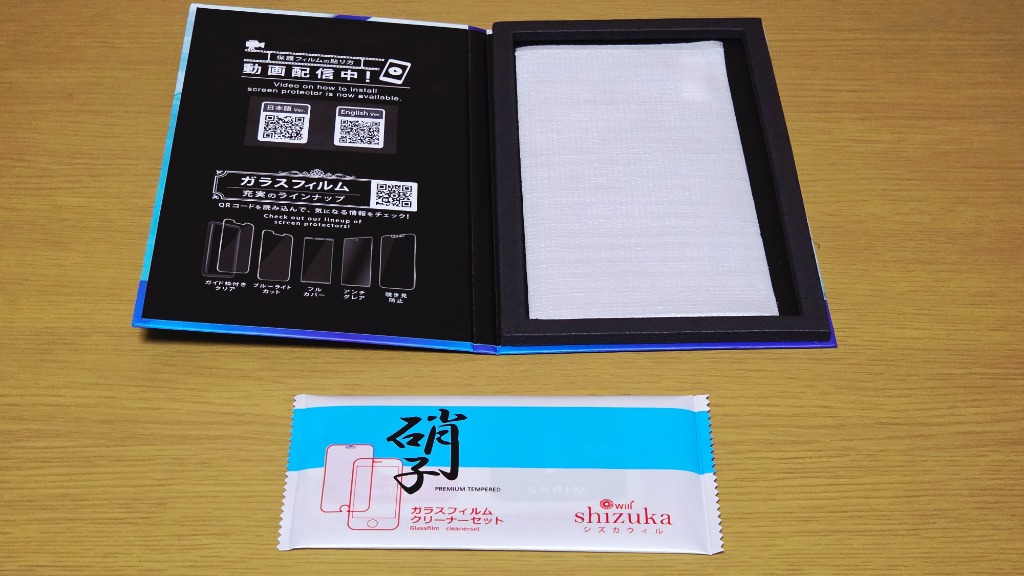 保護フィルムの貼り方
動画配信中!
Video on how to install
screen protector is now available.
日本語 Ver.
English Ver.
ガラスフィルム
充実のラインナップ
QRコードを読み込んで、気になる情報をチェック!
Check out our lineup of
screen protectors!
ガイド枠付き
クリア
ブルーライト
カット
フル
カバー
アンチ
グレア
覗き見
防止
硝子
PREMIUM TEMPERED
ガラスフィルム
クリーナーセット
Glassfilm cleanerset
will
shizuka
シズカウィル